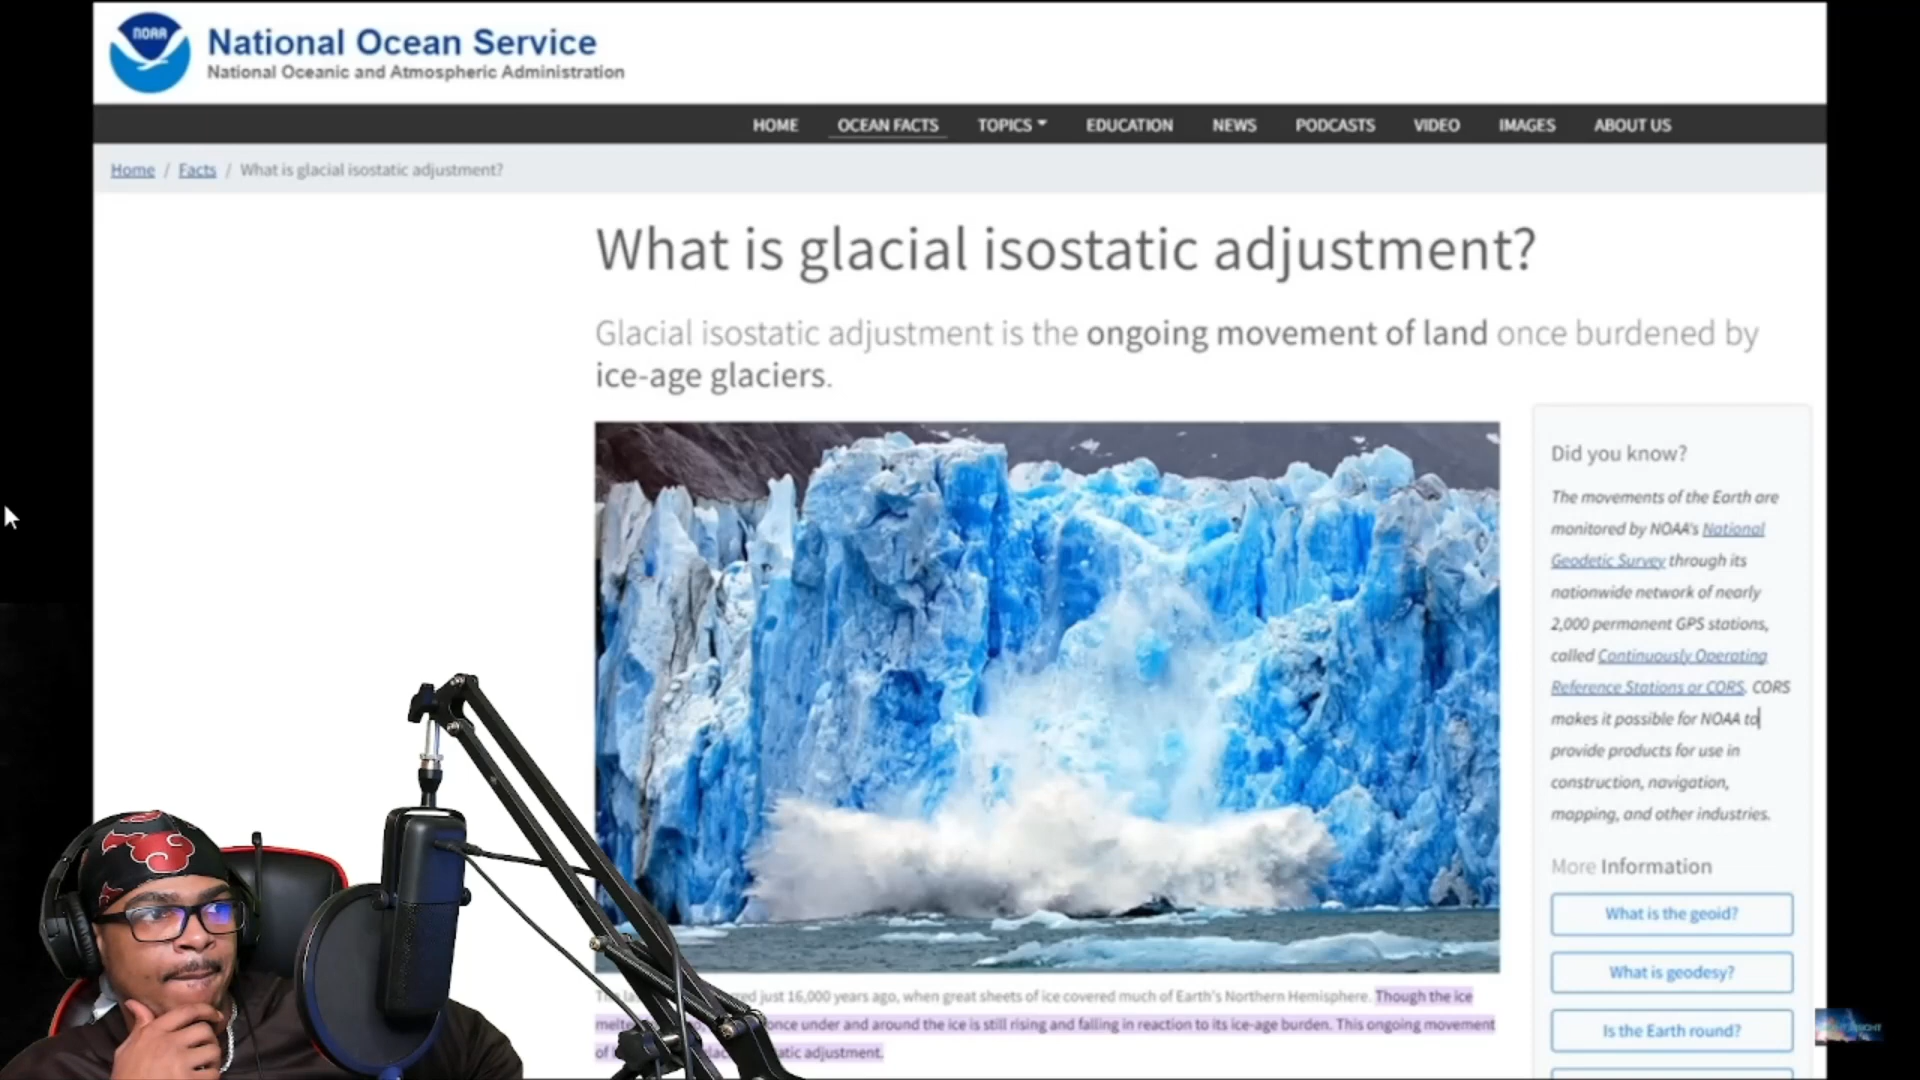 NOAA
National Ocean Service
National Oceanic and Atmospheric Administration
HOME OCEAN FACTS TOPICS EDUCATION NEWS PODCASTS VIDEO IMAGES ABOUT US
Home / Facts / What is glacial isostatic adjustment?
What is glacial isostatic adjustment?
Glacial isostatic adjustment is the ongoing movement of land once burdened by
ice-age glaciers.
Did you know?
The movements of the Earth are
monitored by NOAA's National
Geodetic Survey through its
nationwide network of nearly
2,000 permanent GPS stations,
called Continuously Operating
Reference Stations or CORS. CORS
makes it possible for NOAA to
provide products for use in
construction, navigation,
mapping, and other industries.
More Information
What is the geoid?
What is geodesy?
Is the Earth round?
just 16,000 years ago, when great sheets of ice covered much of Earth's Northern Hemisphere. Though the ice
once under and around the ice is still rising and falling in reaction to its ice-age burden. This ongoing movement
of adjustment.